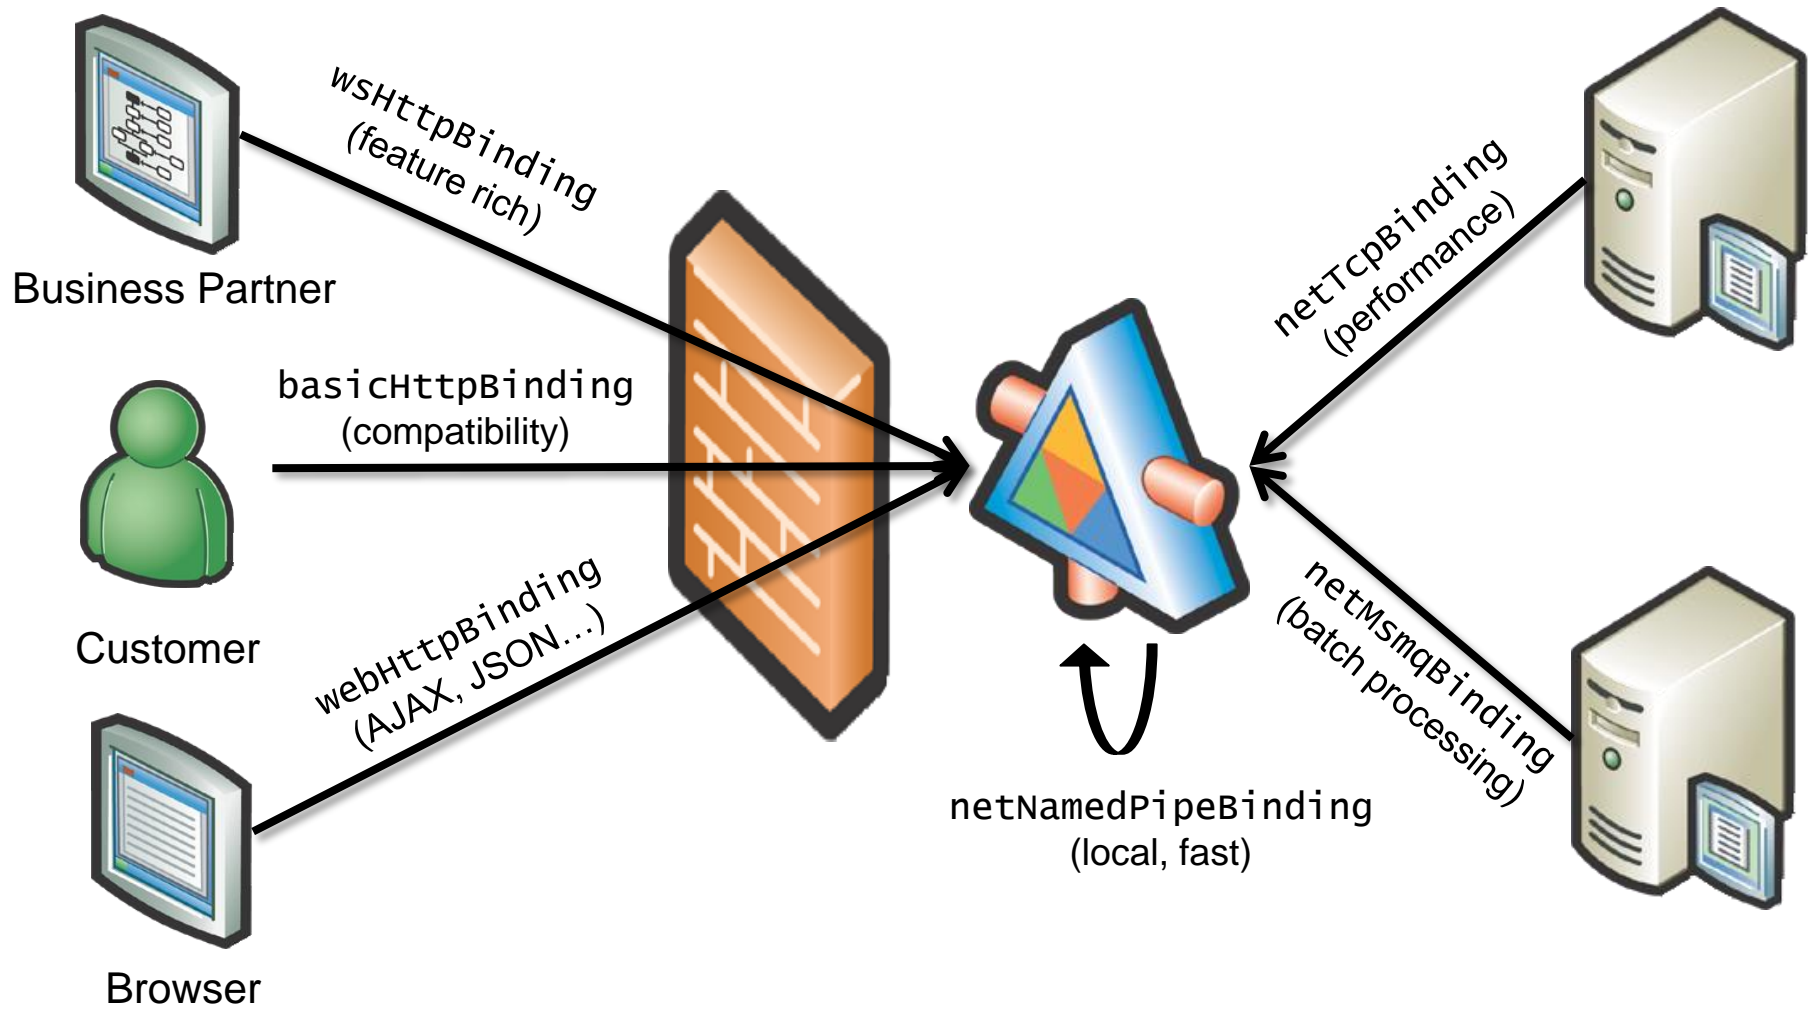 wsHttpBinding
(feature rich)
Business Partner
basicHttpBinding
(compatibility)
Customer
webHttpBinding
(AJAX, JSON…)
Browser
netTcpBinding
(performance)
netMsmqBinding
(batch processing)
netNamedPipeBinding
(local, fast)